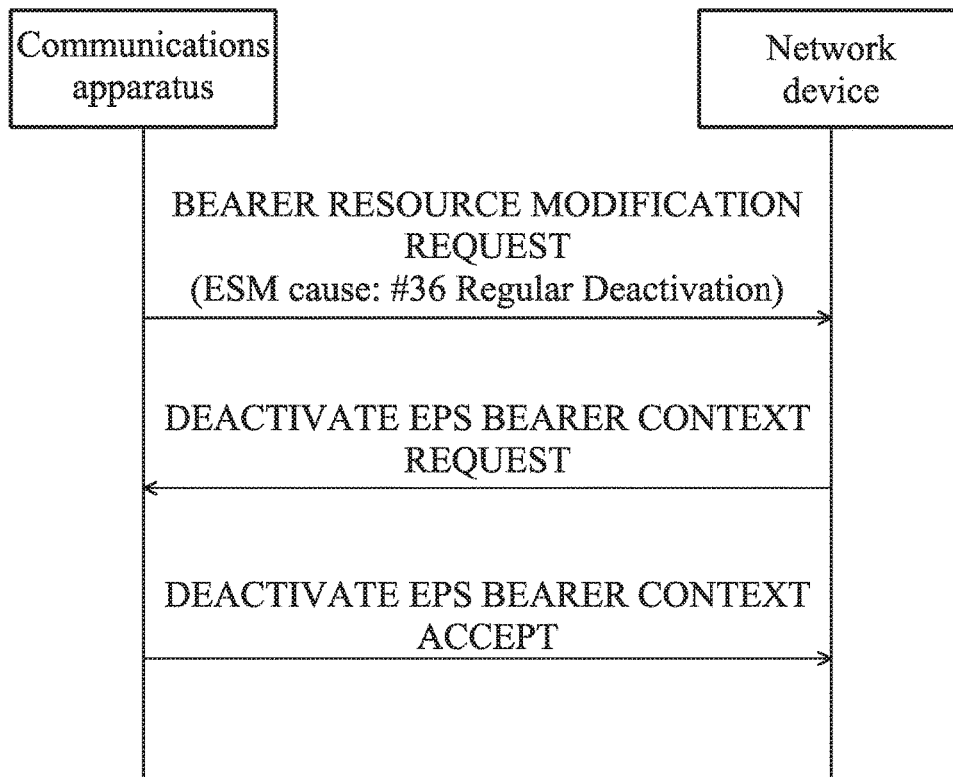 Communications
apparatus
Network
device
BEARER RESOURCE MODIFICATION
REQUEST
(ESM cause: #36 Regular Deactivation)
DEACTIVATE EPS BEARER CONTEXT
REQUEST
DEACTIVATE EPS BEARER CONTEXT
ACCEPT